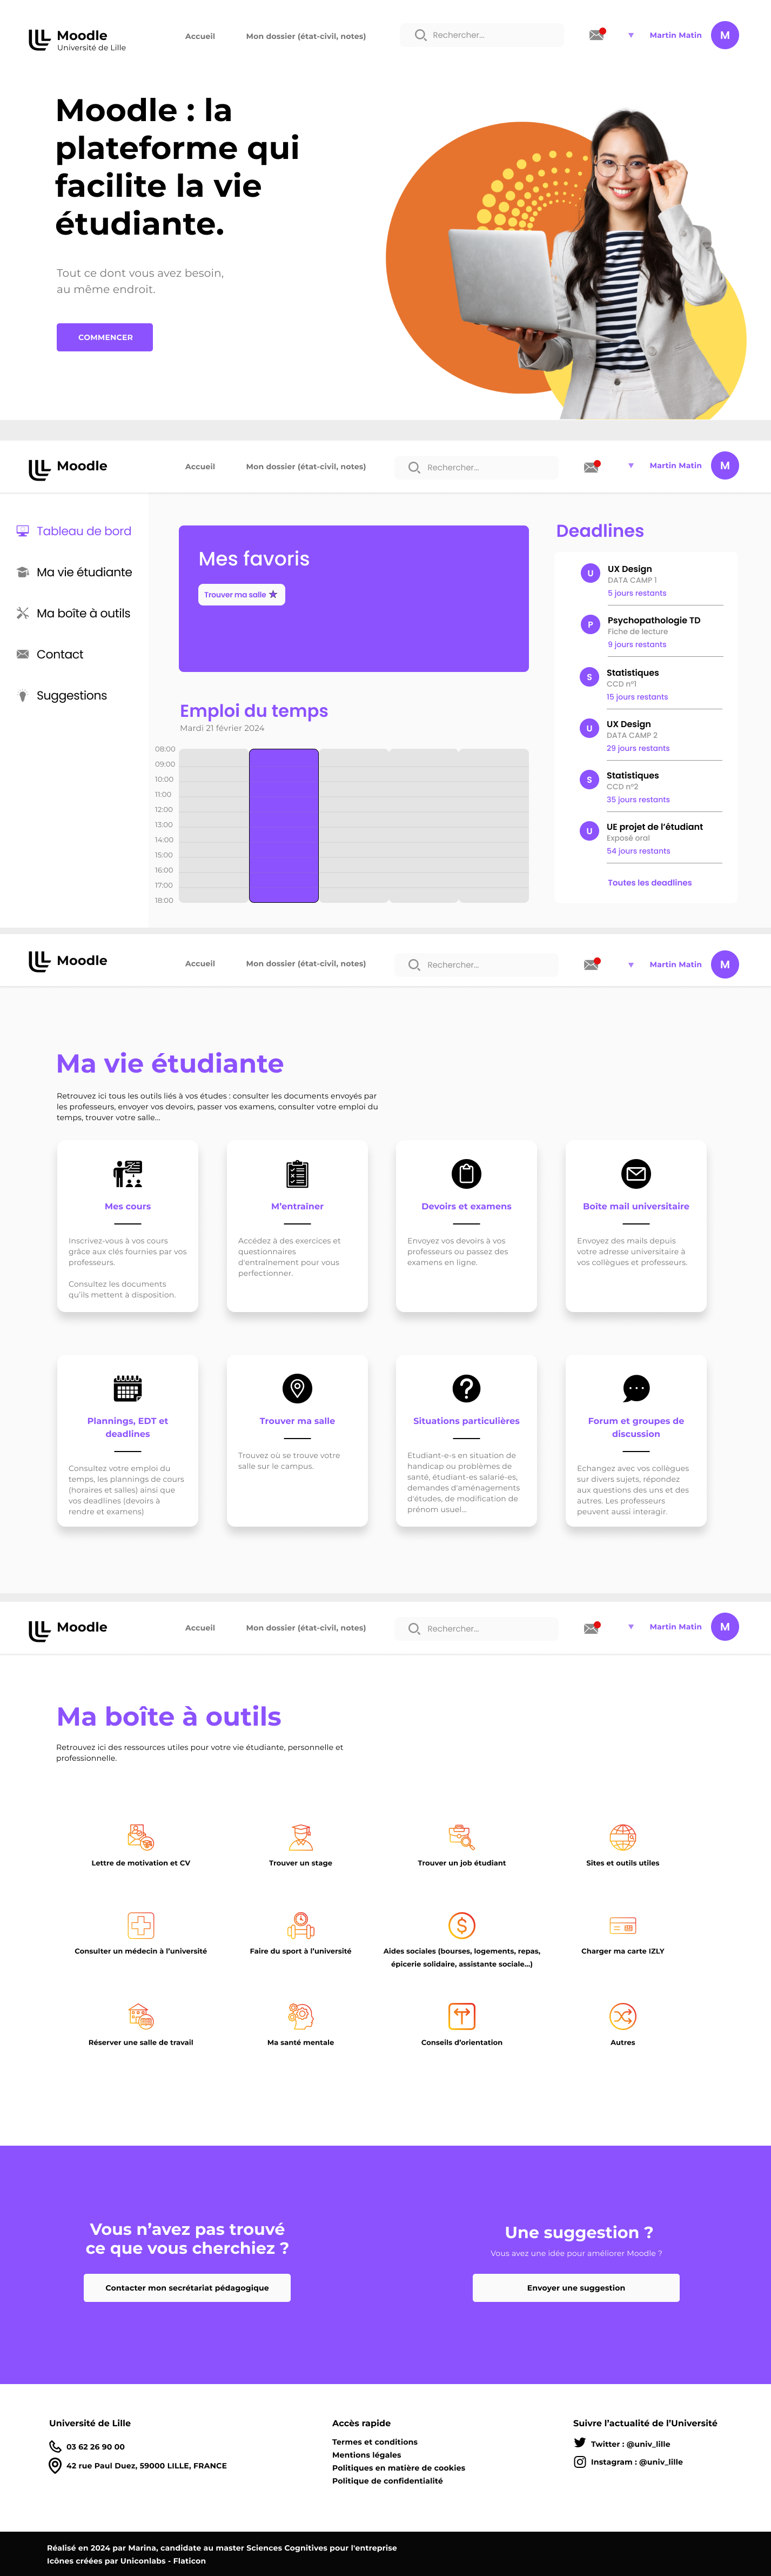 Moodle
Université de Lille
Accueil
Mon dossier (état-civil, notes)
Rechercher...
Martin Matin
M
Moodle : la
plateforme qui
facilite la vie
étudiante.
Tout ce dont vous avez besoin,
au même endroit.
COMMENCER
Moodle
Accueil
Mon dossier (état-civil, notes)
Rechercher...
Martin Matin
M
Tableau de bord
Ma vie étudiante
Ma boîte à outils
Contact
Suggestions
Mes favoris
Trouver ma salle
Emploi du temps
Mardi 21 février 2024
08:00
09:00
10:00
11:00
12:00
13:00
14:00
15:00
16:00
17:00
18:00
Deadlines
U
UX Design
DATA CAMP 1
5 jours restants
P
Psychopathologie TD
Fiche de lecture
9 jours restants
S
Statistiques
CCD n°1
15 jours restants
U
UX Design
DATA CAMP 2
29 jours restants
S
Statistiques
CCD n°2
35 jours restants
U
UE projet de l'étudiant
Exposé oral
54 jours restants
Toutes les deadlines
Moodle
Accueil
Mon dossier (état-civil, notes)
Rechercher...
Martin Matin
M
Ma vie étudiante
Retrouvez ici tous les outils liés à vos études : consulter les documents envoyés par
les professeurs, envoyer vos devoirs, passer vos examens, consulter votre emploi du
temps, trouver votre salle...
Mes cours
Inscrivez-vous à vos cours
grâce aux clés fournies par vos
professeurs.
Consultez les documents
qu'ils mettent à disposition.
M'entraîner
Accédez à des exercices et
questionnaires
d'entraînement pour vous
perfectionner.
Devoirs et examens
Envoyez vos devoirs à vos
professeurs ou passez des
examens en ligne.
Boîte mail universitaire
Envoyez des mails depuis
votre adresse universitaire à
vos collègues et professeurs.
Plannings, EDT et
deadlines
Consultez votre emploi du
temps, les plannings de cours
(horaires et salles) ainsi que
vos deadlines (devoirs à
rendre et examens)
Trouver ma salle
Trouvez où se trouve votre
salle sur le campus.
Situations particulières
Etudiant-e-s en situation de
handicap ou problèmes de
santé, étudiant-es salarié-es,
demandes d'aménagements
d'études, de modification de
prénom usuel...
Forum et groupes de
discussion
Echangez avec vos collègues
sur divers sujets, répondez
aux questions des uns et des
autres. Les professeurs
peuvent aussi interagir.
Moodle
Accueil
Mon dossier (état-civil, notes)
Rechercher...
Martin Matin
M
Ma boîte à outils
Retrouvez ici des ressources utiles pour votre vie étudiante, personnelle et
professionnelle.
Lettre de motivation et CV
Trouver un stage
Trouver un job étudiant
Sites et outils utiles
Consulter un médecin à l'université
Faire du sport à l'université
Aides sociales (bourses, logements, repas,
épicerie solidaire, assistante sociale...)
Charger ma carte IZLY
Réserver une salle de travail
Ma santé mentale
Conseils d'orientation
Autres
Vous n'avez pas trouvé
ce que vous cherchiez ?
Contacter mon secrétariat pédagogique
Une suggestion ?
Vous avez une idée pour améliorer Moodle ?
Envoyer une suggestion
Université de Lille
03 62 26 90 00
42 rue Paul Duez, 59000 LILLE, FRANCE
Accès rapide
Termes et conditions
Mentions légales
Politiques en matière de cookies
Politique de confidentialité
Suivre l'actualité de l'Université
Twitter : @univ_lille
Instagram : @univ_lille
Réalisé en 2024 par Marina, candidate au master Sciences Cognitives pour l'entreprise
Icônes créées par Uniconlabs - Flaticon